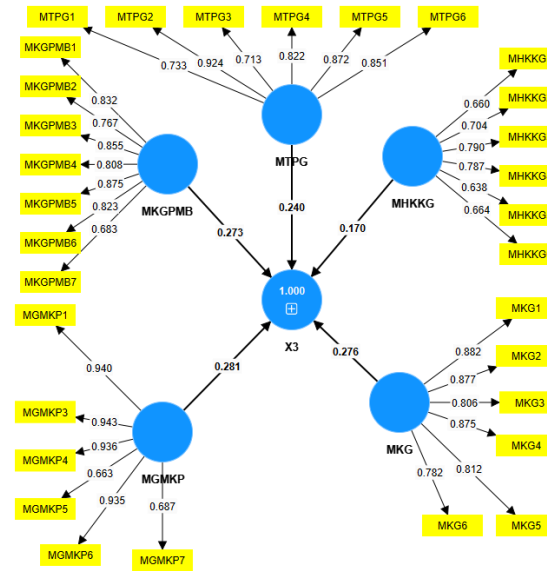 MTPG1
MTPG2
MTPG3
MTPG4
MTPG5
MTPG6
0.733
0.924
0.713
0.822
0.872
0.851
MTPG
0.240
MKGPMB1
MKGPMB2
MKGPMB3
MKGPMB4
MKGPMB5
MKGPMB6
MKGPMB7
0.832
0.767
0.855
0.808
0.875
0.823
0.683
MKGPMB
0.273
MHKKG
MHKKG
MHKKG
MHKKG
MHKKG
MHKKG
0.660
0.704
0.790
0.787
0.638
0.664
MHKKG
0.170
1.000
X3
MGMKP1
MGMKP3
MGMKP4
MGMKP5
MGMKP6
MGMKP7
0.940
0.943
0.936
0.663
0.935
0.687
MGMKP
0.281
MKG1
MKG2
MKG3
MKG4
MKG5
MKG6
0.882
0.877
0.806
0.875
0.812
0.782
MKG
0.276